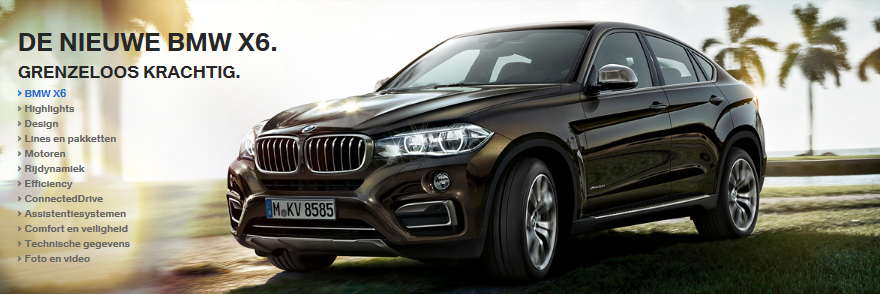 DE NIEUWE BMW X6.
GRENZELOOS KRACHTIG.
BMW X6
Highlights
Design
Lines en pakketten
Motoren
Rijdynamiek
Efficiency
ConnectedDrive
Assistentiesystemen
Comfort en veiligheid
Technische gegevens
Foto en video
M KV 8585